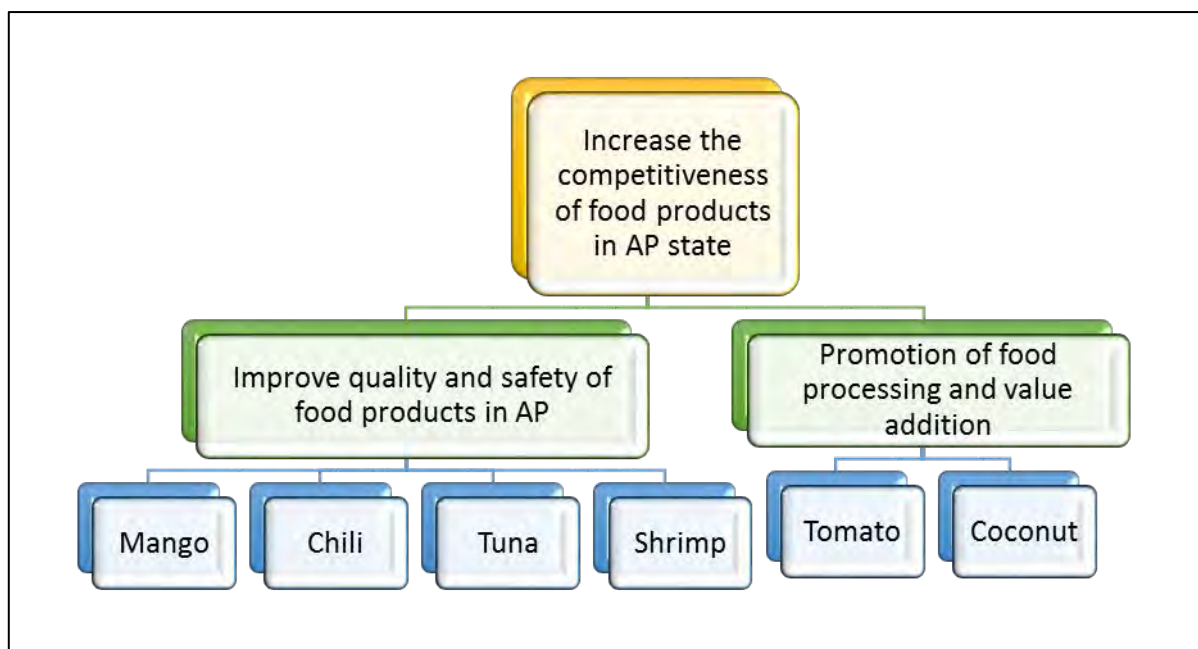 Increase the
competitiveness
of food products
in AP state
Improve quality and safety of
food products in AP
Promotion of food
processing and value
addition
Mango
Chili
Tuna
Shrimp
Tomato
Coconut